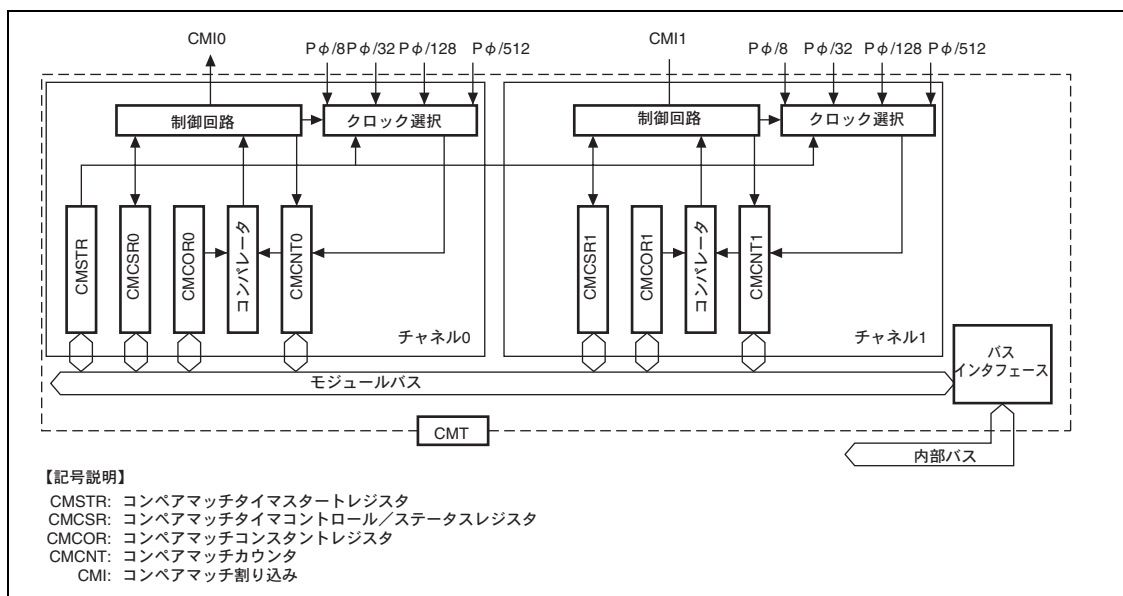 CMI0 Pφ/8 Pφ/32 Pφ/128 Pφ/512 CMI1 Pφ/8 Pφ/32 Pφ/128 Pφ/512
制御回路 クロック選択 制御回路 クロック選択
CMSTR CMCSR0 CMCOR0 コンパレータ CMCNT0 CMCSR1 CMCOR1 コンパレータ CMCNT1
チャネル0 チャネル1
バス
インタフェース
モジュールバス
CMT
内部バス
【記号説明】
CMSTR: コンペアマッチタイマスタートレジスタ
CMCSR: コンペアマッチタイマコントロール／ステータスレジスタ
CMCOR: コンペアマッチコンスタントレジスタ
CMCNT: コンペアマッチカウンタ
CMI: コンペアマッチ割り込み